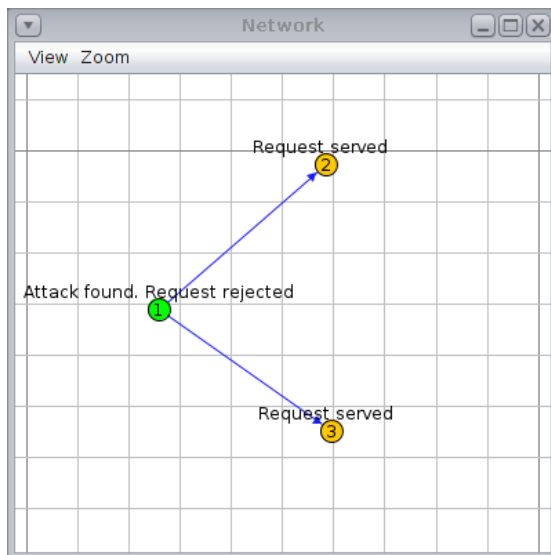 Network
View Zoom
Request served
2
Attack found. Request rejected
1
Request served
3